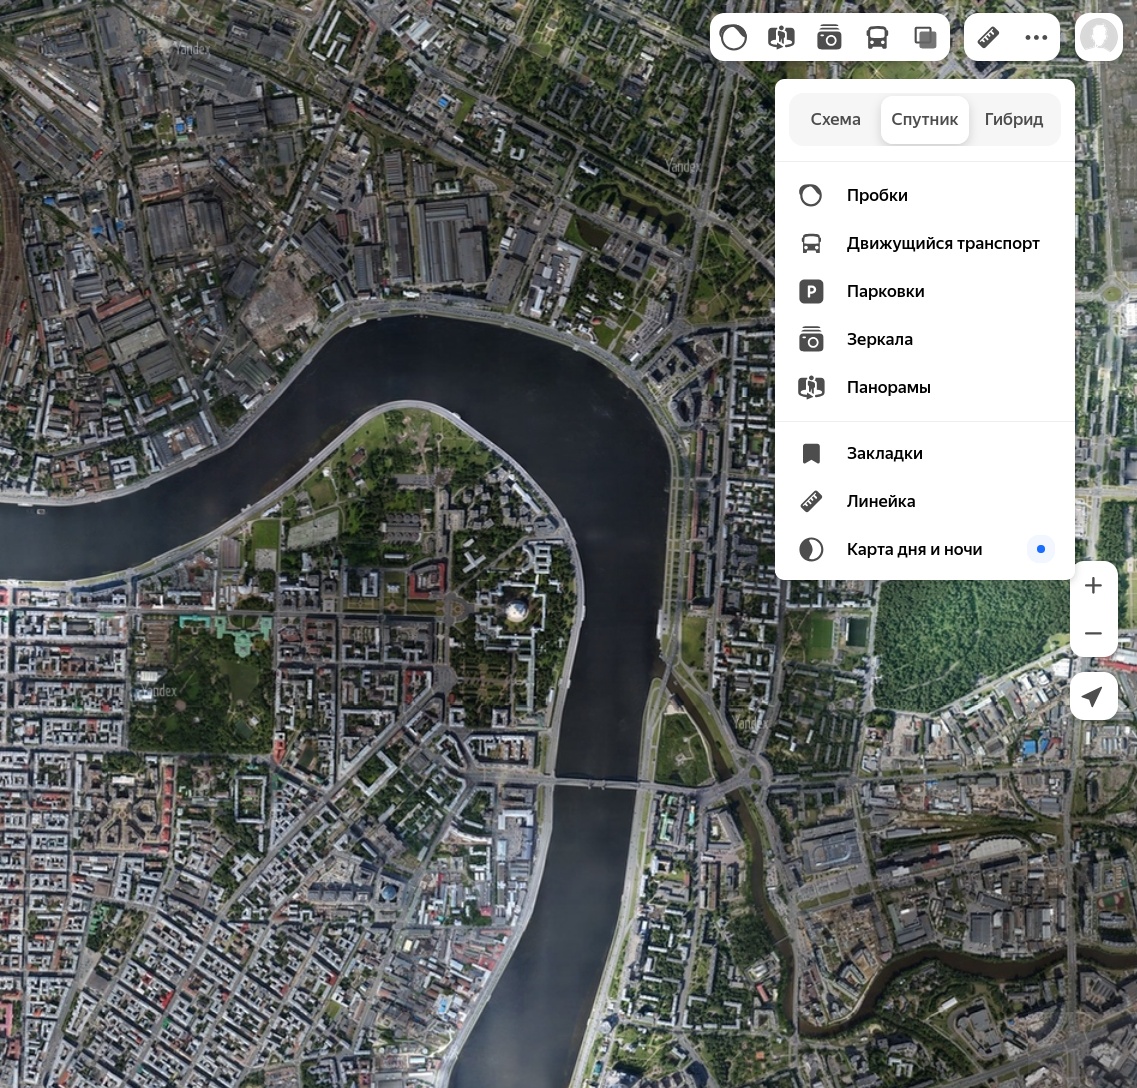 Yandex
Yandex
Схема Спутник Гибрид
Пробки
Движущийся транспорт
P
Парковки
Зеркала
Панорамы
Закладки
Линейка
Карта дня и ночи
Yandex
Yandex